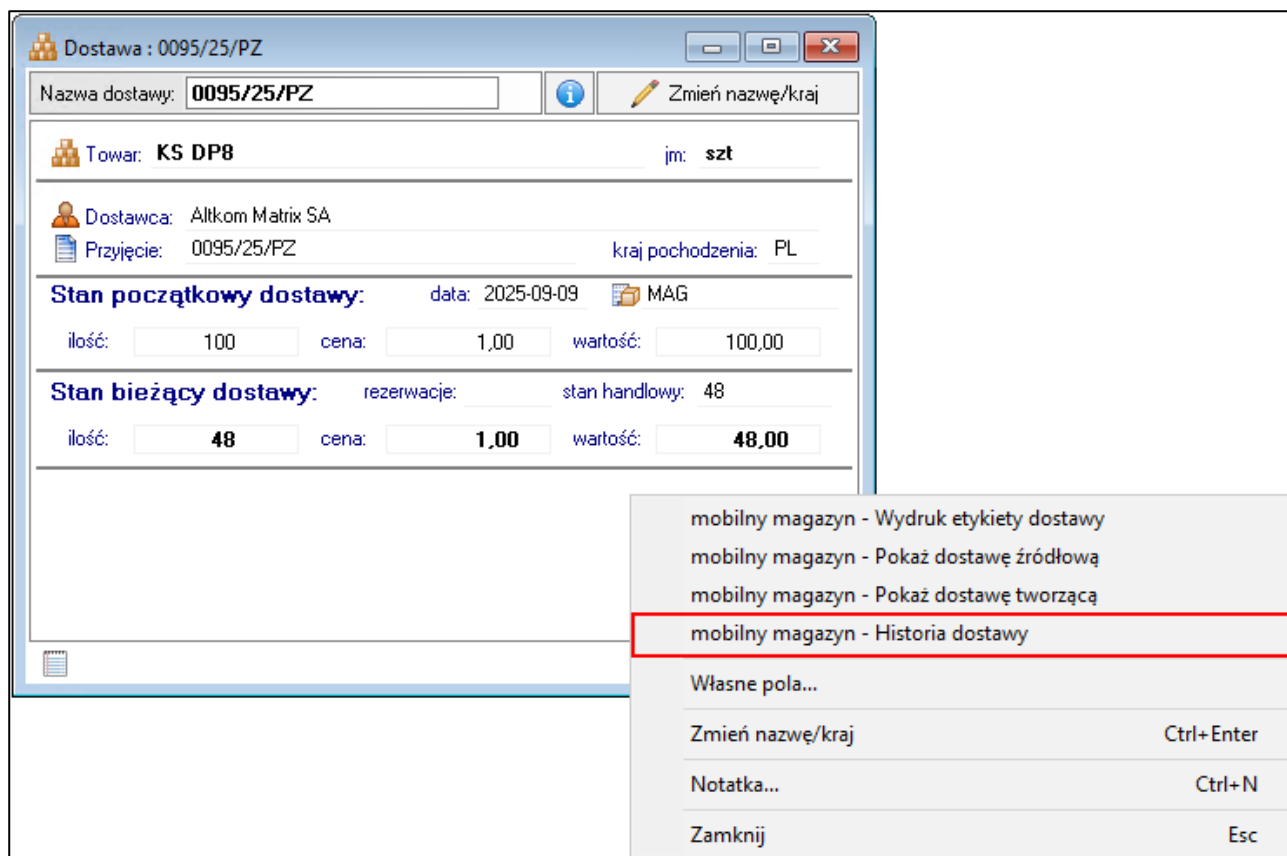 Dostawa : 0095/25/PZ
Nazwa dostawy: 0095/25/PZ Zmień nazwę/kraj
Towar: KS DP8 jm: szt
Dostawca: Altkom Matrix SA
Przyjęcie: 0095/25/PZ kraj pochodzenia: PL
Stan początkowy dostawy: data: 2025-09-09 MAG
ilość: 100 cena: 1,00 wartość: 100,00
Stan bieżący dostawy: rezerwacje: stan handlowy: 48
ilość: 48 cena: 1,00 wartość: 48,00
mobilny magazyn - Wydruk etykiety dostawy
mobilny magazyn - Pokaż dostawę źródłową
mobilny magazyn - Pokaż dostawę tworzącą
mobilny magazyn - Historia dostawy
Własne pola...
Zmień nazwę/kraj Ctrl+Enter
Notatka... Ctrl+N
Zamknij Esc